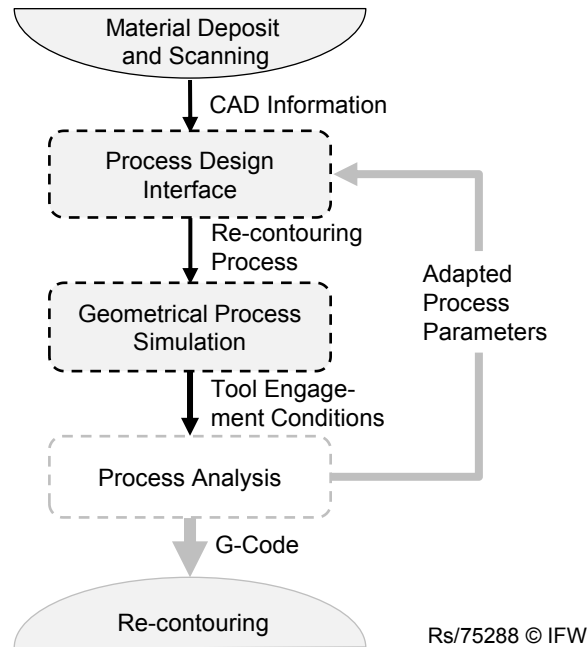 Material Deposit
and Scanning
CAD Information
Process Design
Interface
Re-contouring
Process
Adapted
Process
Parameters
Geometrical Process
Simulation
Tool Engage-
ment Conditions
Process Analysis
G-Code
Re-contouring
Rs/75288 © IFW